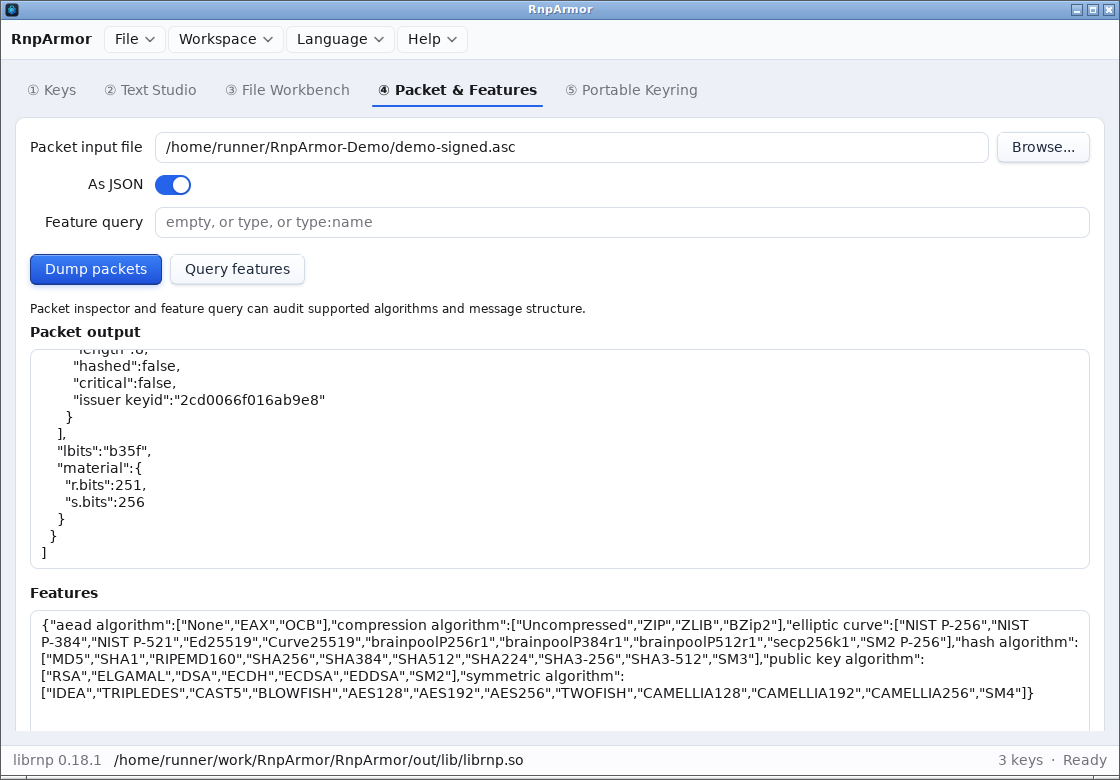 RnpArmor
RnpArmor File Workspace Language Help
① Keys ② Text Studio ③ File Workbench ④ Packet & Features ⑤ Portable Keyring
Packet input file /home/runner/RnpArmor-Demo/demo-signed.asc Browse...
As JSON
Feature query empty, or type, or type:name
Dump packets Query features
Packet inspector and feature query can audit supported algorithms and message structure.
Packet output
"length":8,
"hashed":false,
"critical":false,
"issuer keyid":"2cd0066f016ab9e8"
}
],
"lbits":"b35f",
"material":{
"r.bits":251,
"s.bits":256
}
}
]
Features
{"aead algorithm":["None","EAX","OCB"],"compression algorithm":["Uncompressed","ZIP","ZLIB","BZip2"],"elliptic curve":["NIST P-256","NIST
P-384","NIST P-521","Ed25519","Curve25519","brainpoolP256r1","brainpoolP384r1","brainpoolP512r1","secp256k1","SM2 P-256"],"hash algorithm":
["MD5","SHA1","RIPEMD160","SHA256","SHA384","SHA512","SHA224","SHA3-256","SHA3-512","SM3"],"public key algorithm":
["RSA","ELGAMAL","DSA","ECDH","ECDSA","EDDSA","SM2"],"symmetric algorithm":
["IDEA","TRIPLEDES","CAST5","BLOWFISH","AES128","AES192","AES256","TWOFISH","CAMELLIA128","CAMELLIA192","CAMELLIA256","SM4"]}
librnp 0.18.1 /home/runner/work/RnpArmor/RnpArmor/out/lib/librnp.so 3 keys · Ready